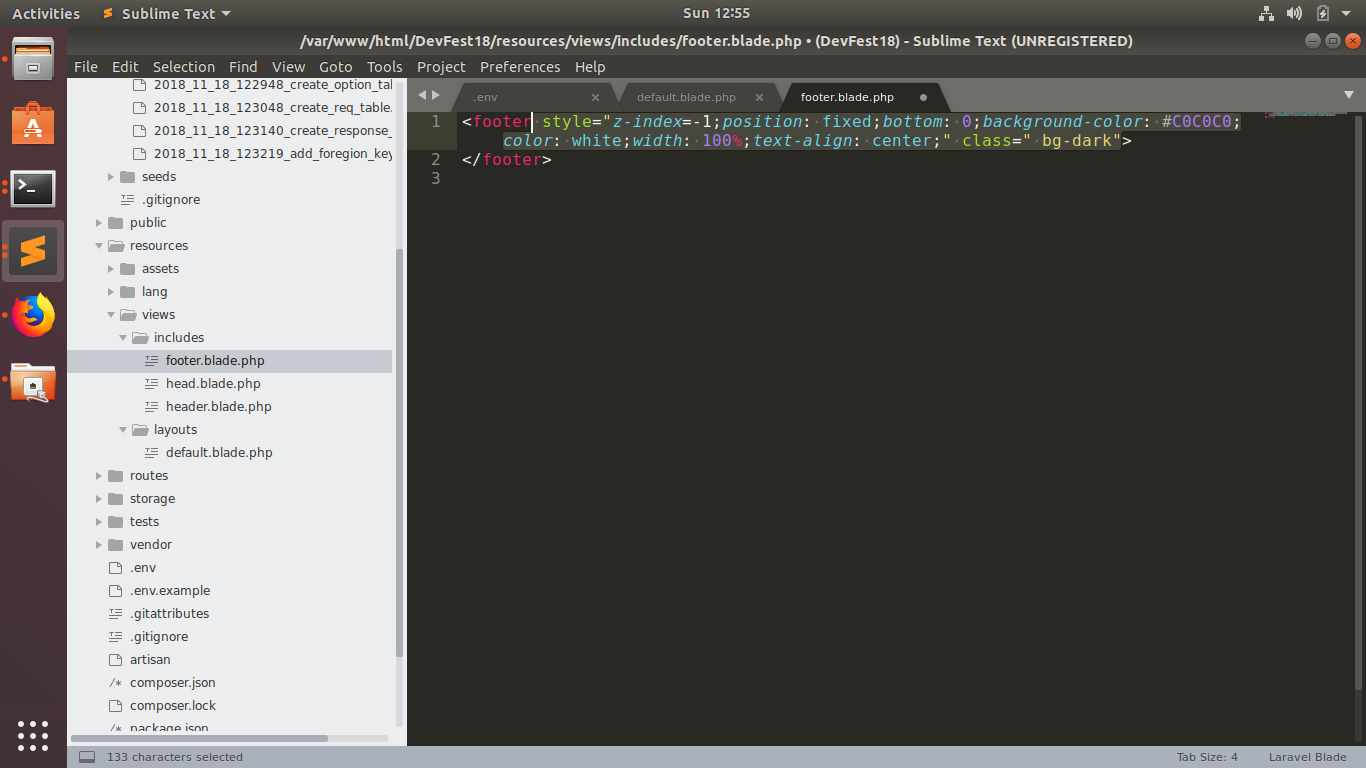 Activities Sublime Text Sun 12:55
/var/www/html/DevFest18/resources/views/includes/footer.blade.php • (DevFest18) - Sublime Text (UNREGISTERED)
File Edit Selection Find View Goto Tools Project Preferences Help
2018_11_18_122948_create_option_tal
2018_11_18_123048_create_req_table.
2018_11_18_123140_create_response_
2018_11_18_123219_add_foregion_key
seeds
.gitignore
public
resources
assets
lang
views
includes
footer.blade.php
head.blade.php
header.blade.php
layouts
default.blade.php
routes
storage
tests
vendor
.env
.env.example
.gitattributes
.gitignore
artisan
composer.json
composer.lock
package.json
.env × default.blade.php × footer.blade.php
1 <footer style="z-index=-1;position: fixed;bottom: 0;background-color: #C0C0C0;
color: white;width: 100%;text-align: center;" class=" bg-dark">
2 </footer>
3
133 characters selected Tab Size: 4 Laravel Blade